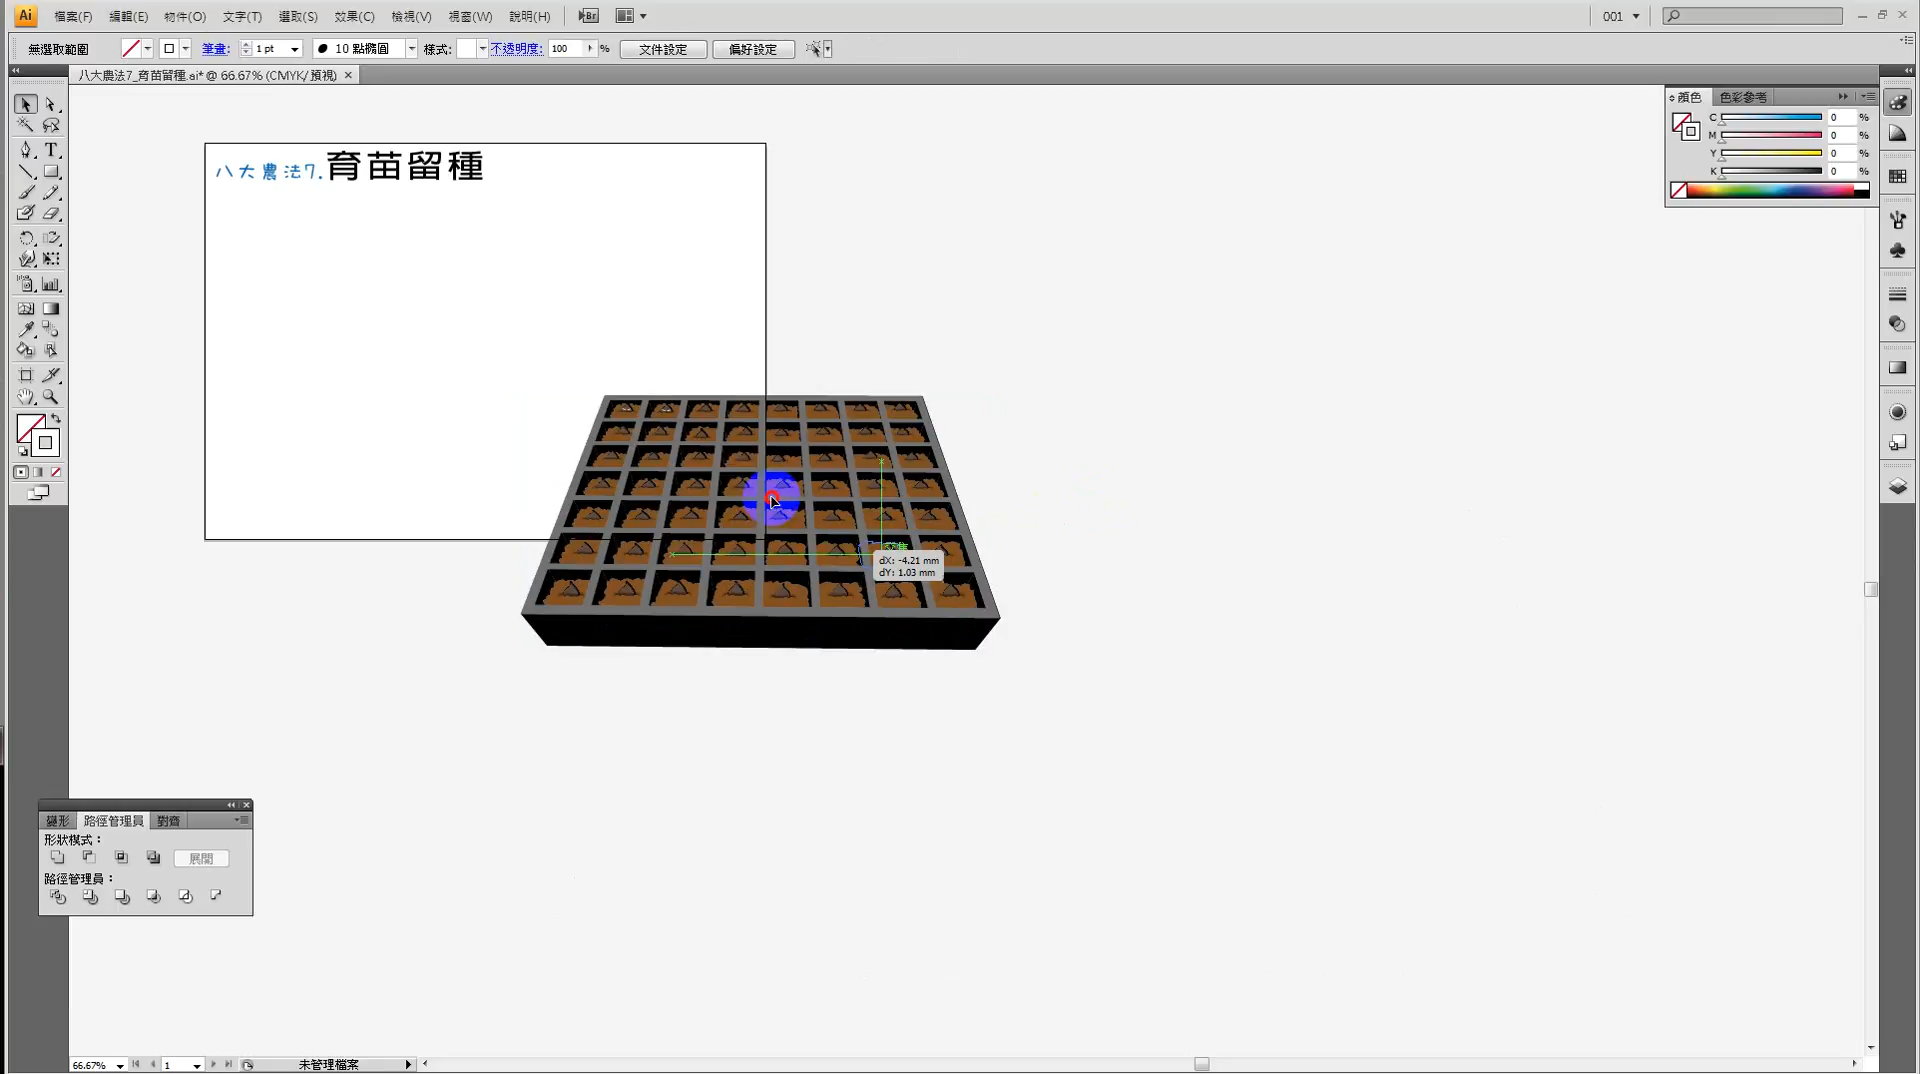 Ai 檔案(F) 編輯(E) 物件(O) 文字(T) 選取(S) 效果(C) 檢視(V) 視窗(W) 說明(H) Br 001
無選取範圍 筆畫: 1 pt 10 點橢圓 樣式: 不透明度: 100 % 文件設定 偏好設定
八大農法7_育苗留種.ai* @ 66.67% (CMYK/預視)
顏色 色彩參考
C 0 %
M 0 %
Y 0 %
K 0 %
八大農法7.育苗留種
dX: -4.21 mm
dY: 1.03 mm
變形 路徑管理員 對齊
形狀模式：
展開
路徑管理員：
66.67% 1 未管理檔案